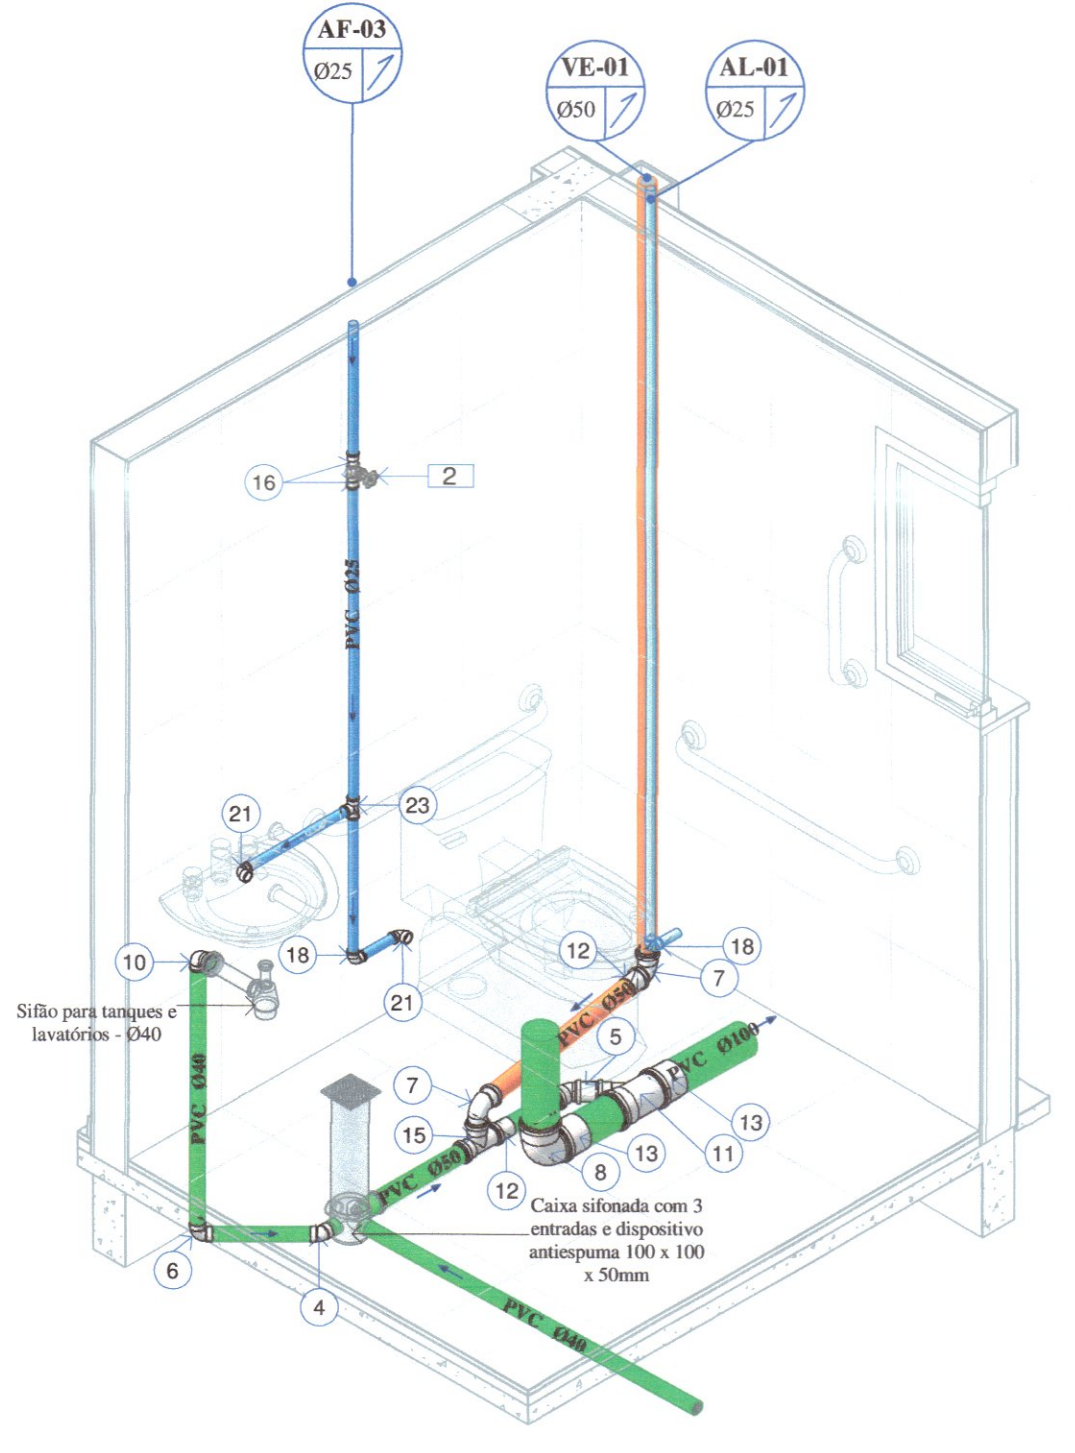 AF-03
Ø25
VE-01
Ø50
AL-01
Ø25
16
2
PVC Ø25
21
23
10
18
21
12
18
7
Sifão para tanques e
lavatórios - Ø40
PVC Ø50
5
PVC Ø100
7
PVC Ø40
15
13
13
11
8
PVC Ø50
12
Caixa sifonada com 3
entradas e dispositivo
antiespuma 100 x 100
x 50mm
6
4
PVC Ø40